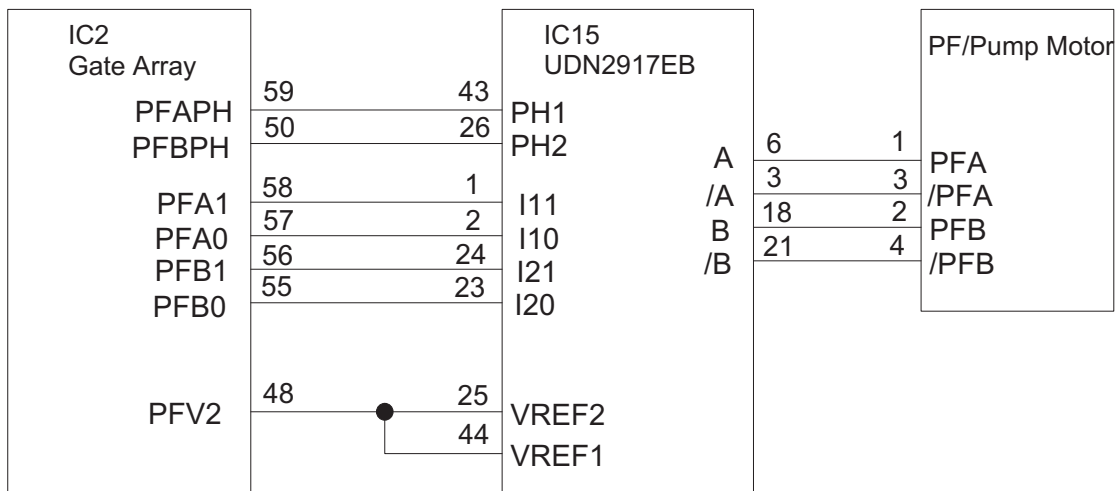 IC2
Gate Array
IC15
UDN2917EB
PF/Pump Motor
PFAPH 59 43 PH1
PFBPH 50 26 PH2
PFA1 58 1 I11
PFA0 57 2 I10
PFB1 56 24 I21
PFB0 55 23 I20
A 6 1 PFA
/A 3 3 /PFA
B 18 2 PFB
/B 21 4 /PFB
PFV2 48 25 VREF2
44 VREF1